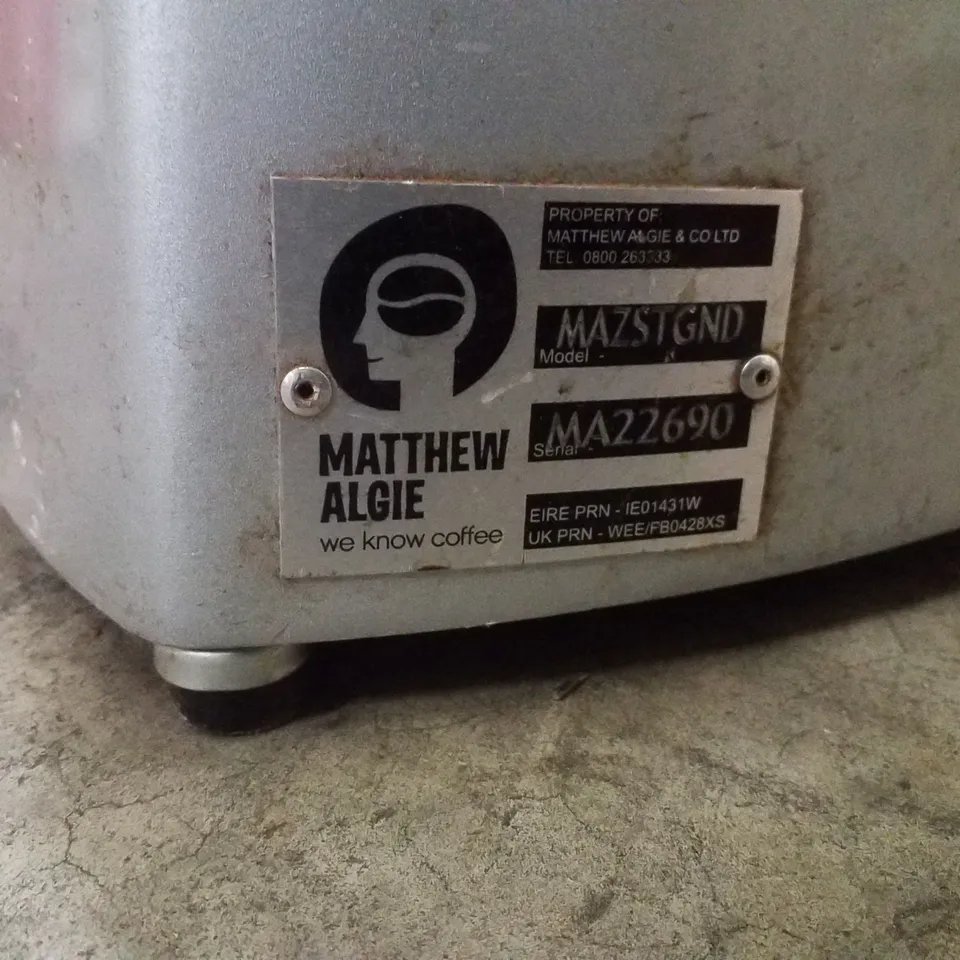 MATTHEW
ALGIE
we know coffee
PROPERTY OF:
MATTHEW ALGIE & CO LTD
TEL 0800 263333
MAZSTGND
Model -
MA22690
Serial -
EIRE PRN - IE01431W
UK PRN - WEE/FB0428XS